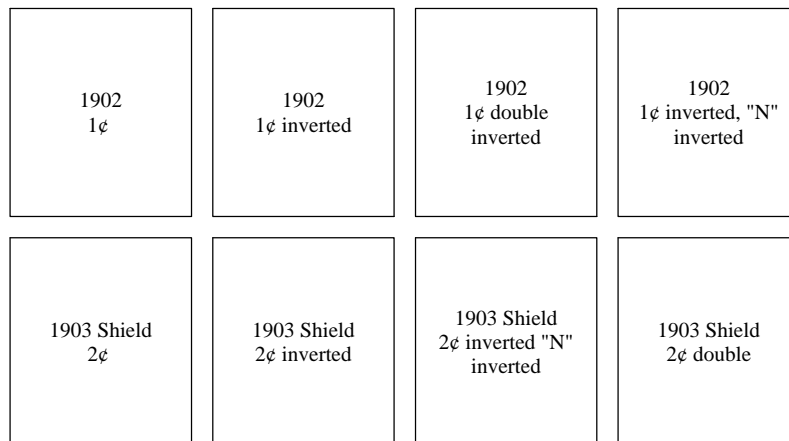 1902
1¢
1902
1¢ inverted
1902
1¢ double
inverted
1902
1¢ inverted, "N"
inverted
1903 Shield
2¢
1903 Shield
2¢ inverted
1903 Shield
2¢ inverted "N"
inverted
1903 Shield
2¢ double